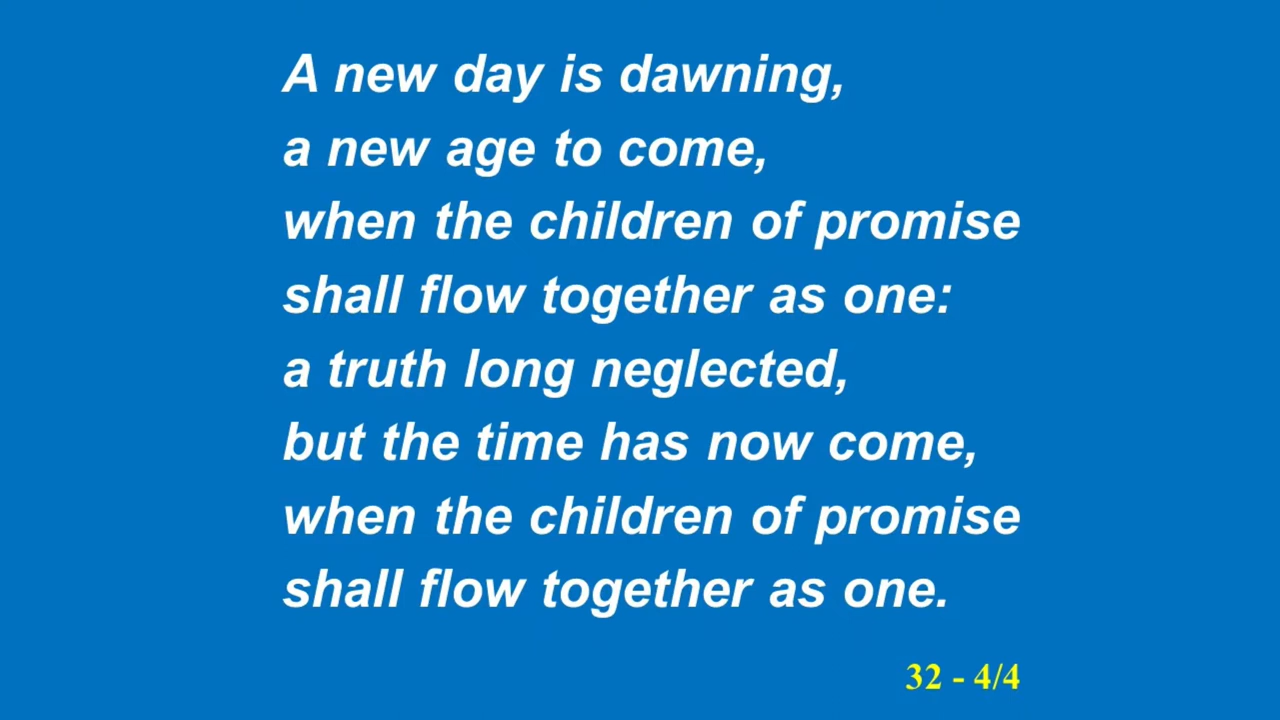 A new day is dawning,
a new age to come,
when the children of promise
shall flow together as one:
a truth long neglected,
but the time has now come,
when the children of promise
shall flow together as one.
32 - 4/4